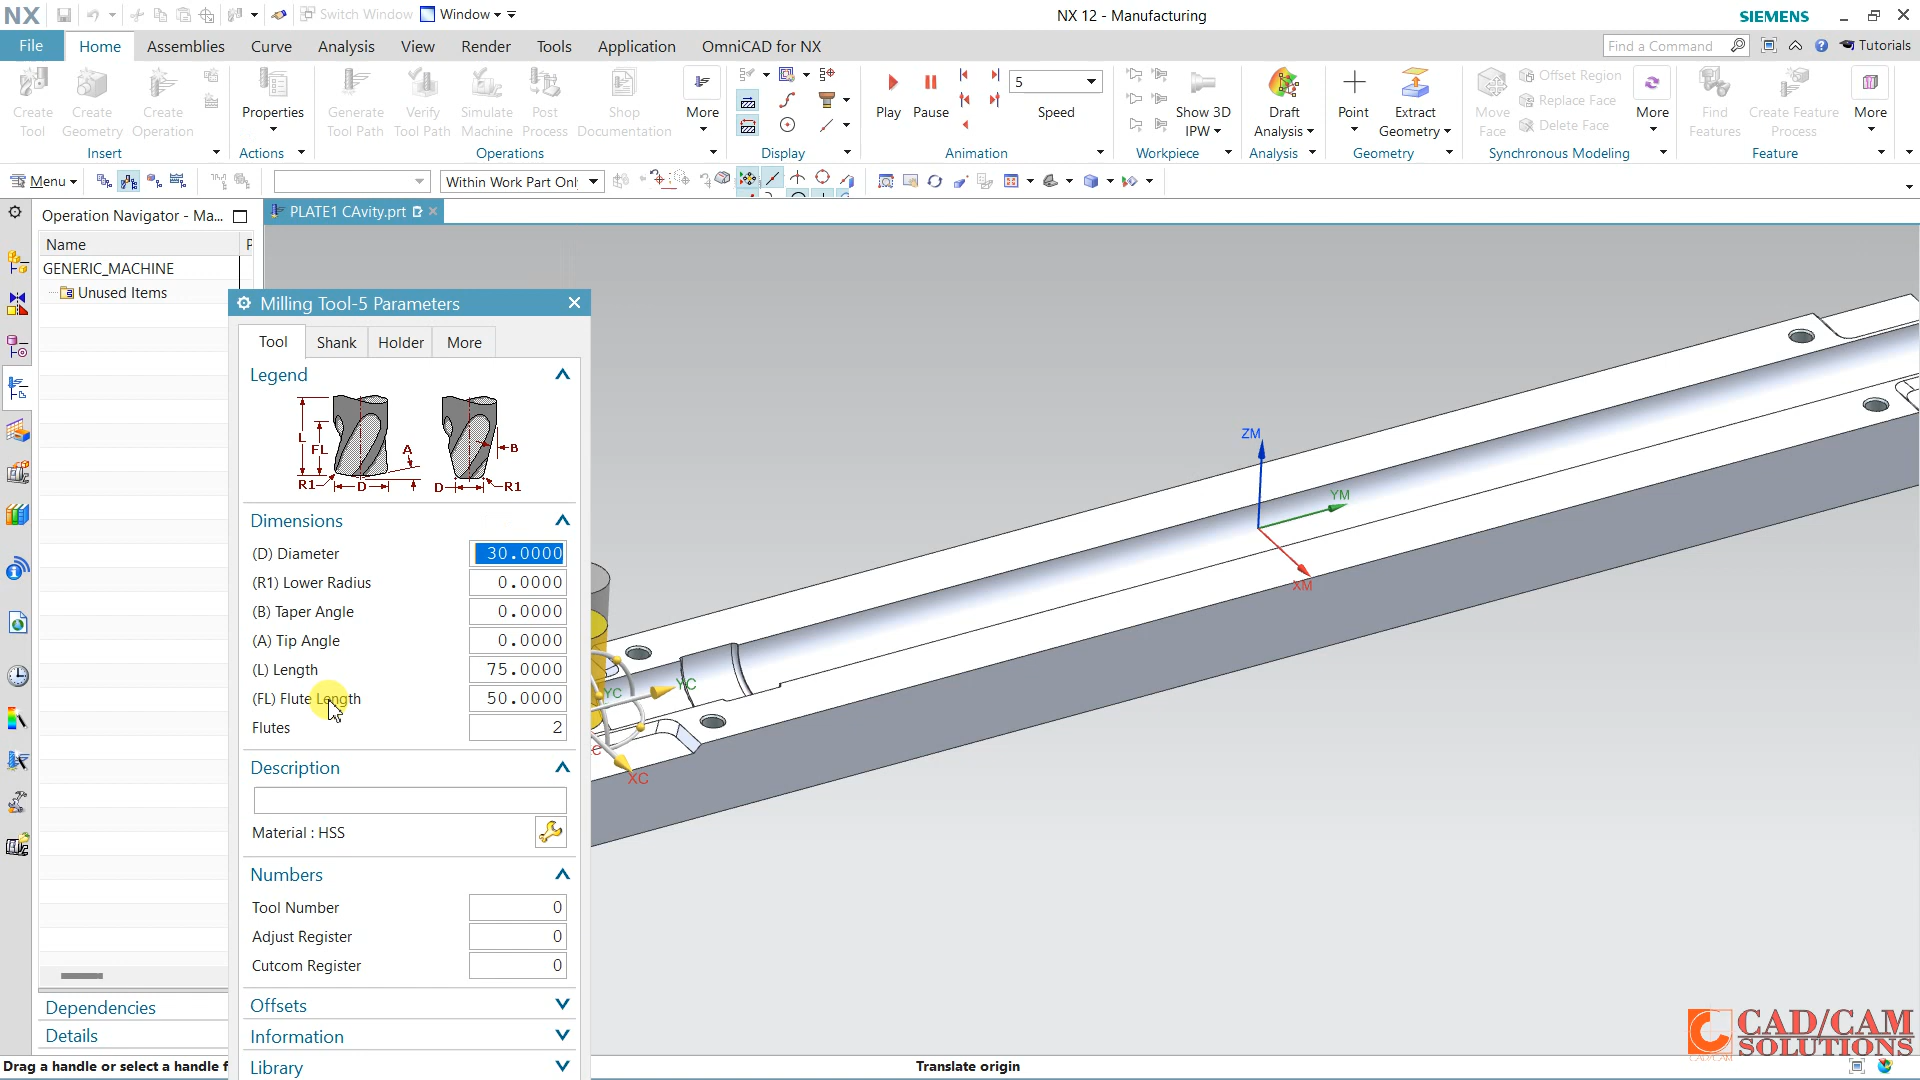 NX
Switch Window
Window
NX 12 - Manufacturing
SIEMENS
File
Home
Assemblies
Curve
Analysis
View
Render
Tools
Application
OmniCAD for NX
Find a Command
Tutorials
Create Tool
Create Geometry
Create Operation
Properties
Generate Tool Path
Verify Tool Path
Simulate Machine
Post Process
Shop Documentation
More
5
Play
Pause
Speed
Show 3D IPW
Draft Analysis
Point
Extract Geometry
Move Face
Offset Region
Replace Face
Delete Face
More
Find Features
Create Feature Process
More
Insert
Actions
Operations
Display
Animation
Workpiece
Analysis
Geometry
Synchronous Modeling
Feature
Menu
Within Work Part Onl
Operation Navigator - Ma...
PLATE1 CAvity.prt
Name
P
GENERIC_MACHINE
Unused Items
Milling Tool-5 Parameters
Tool
Shank
Holder
More
Legend
L
FL
A
B
R1
D
D
R1
Dimensions
(D) Diameter 30.0000
(R1) Lower Radius 0.0000
(B) Taper Angle 0.0000
(A) Tip Angle 0.0000
(L) Length 75.0000
(FL) Flute Length 50.0000
Flutes 2
Description
Material : HSS
Numbers
Tool Number 0
Adjust Register 0
Cutcom Register 0
Offsets
Information
Library
Dependencies
Details
ZM
YM
XM
YC
YC
C
XC
CAD/CAM
SOLUTIONS
Drag a handle or select a handle f
Translate origin